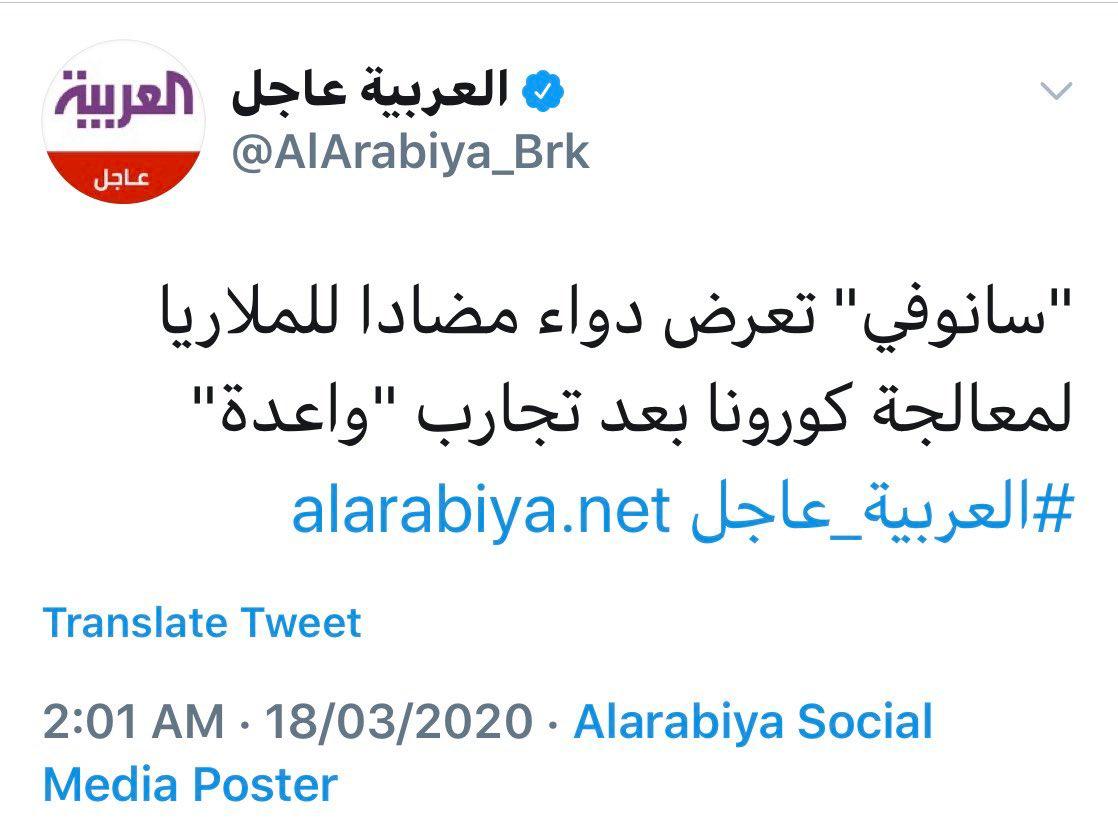 العربية
عاجل
العربية عاجل
@AlArabiya_Brk
"سانوفي" تعرض دواء مضادا للملاريا
لمعالجة كورونا بعد تجارب "واعدة"
#العربية_عاجل alarabiya.net
Translate Tweet
2:01 AM · 18/03/2020 · Alarabiya Social
Media Poster